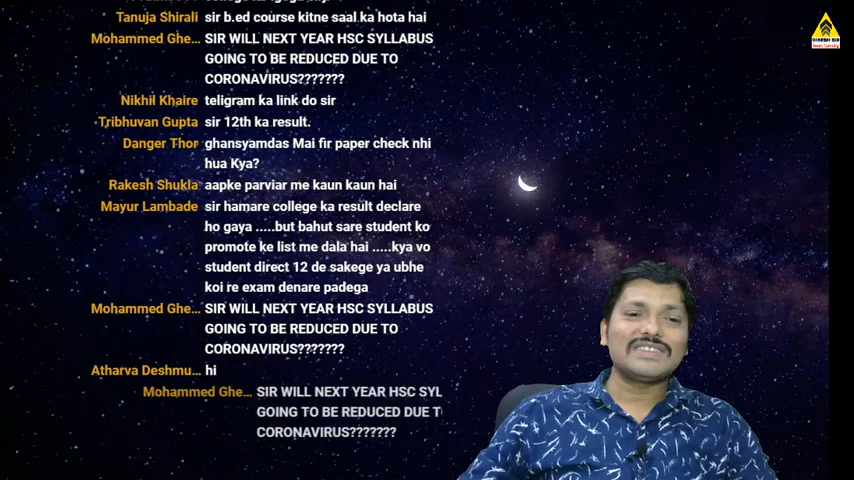 Tanuja Shirali sir b.ed course kitne saal ka hota hai
Mohammed Ghe... SIR WILL NEXT YEAR HSC SYLLABUS
GOING TO BE REDUCED DUE TO
CORONAVIRUS???????
Nikhil Khaire teligram ka link do sir
Tribhuvan Gupta sir 12th ka result.
Danger Thor ghansyamdas Mai fir paper check nhi
hua Kya?
Rakesh Shukla aapke parviar me kaun kaun hai
Mayur Lambade sir hamare college ka result declare
ho gaya .....but bahut sare student ko
promote ke list me dala hai .....kya vo
student direct 12 de sakege ya ubhe
koi re exam denare padega
Mohammed Ghe... SIR WILL NEXT YEAR HSC SYLLABUS
GOING TO BE REDUCED DUE TO
CORONAVIRUS???????
Atharva Deshmu... hi
Mohammed Ghe... SIR WILL NEXT YEAR HSC SYL
GOING TO BE REDUCED DUE T
CORONAVIRUS???????
DINESH SIR